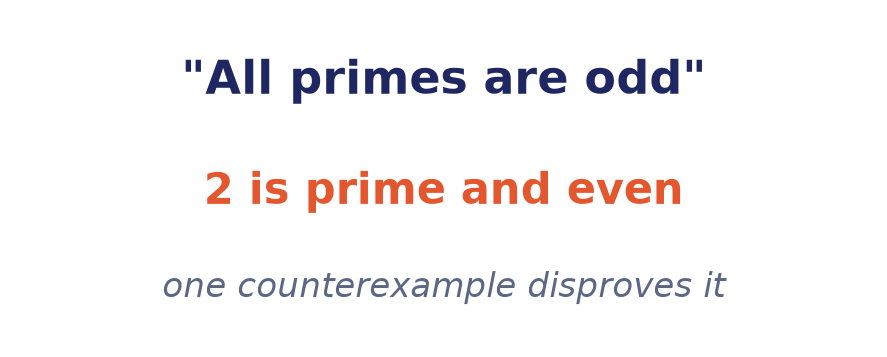 "All primes are odd"
2 is prime and even
one counterexample disproves it